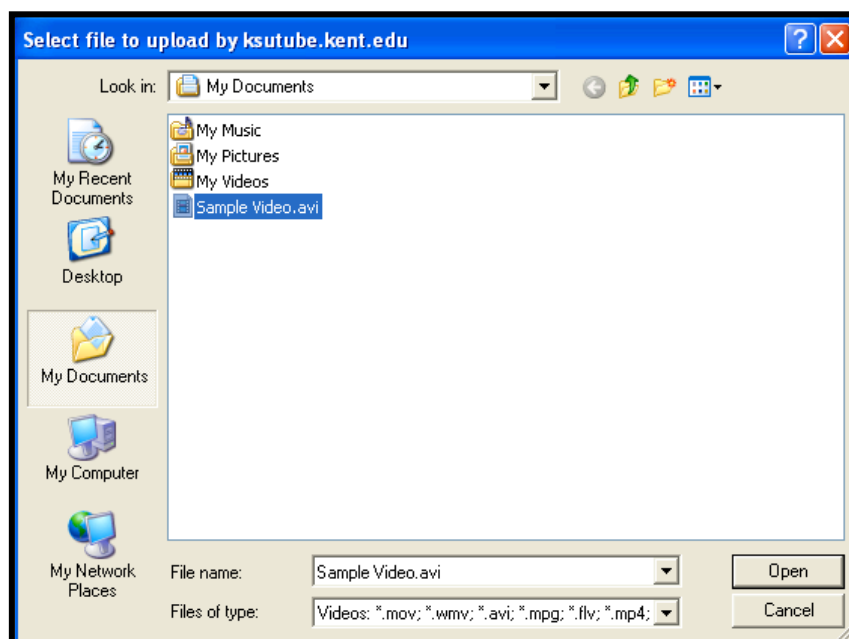 Select file to upload by ksutube.kent.edu
Look in: My Documents
My Recent
Documents
Desktop
My Documents
My Computer
My Network
Places
My Music
My Pictures
My Videos
Sample Video.avi
File name: Sample Video.avi Open
Files of type: Videos: *.mov; *.wmv; *.avi; *.mpg; *.flv; *.mp4; Cancel